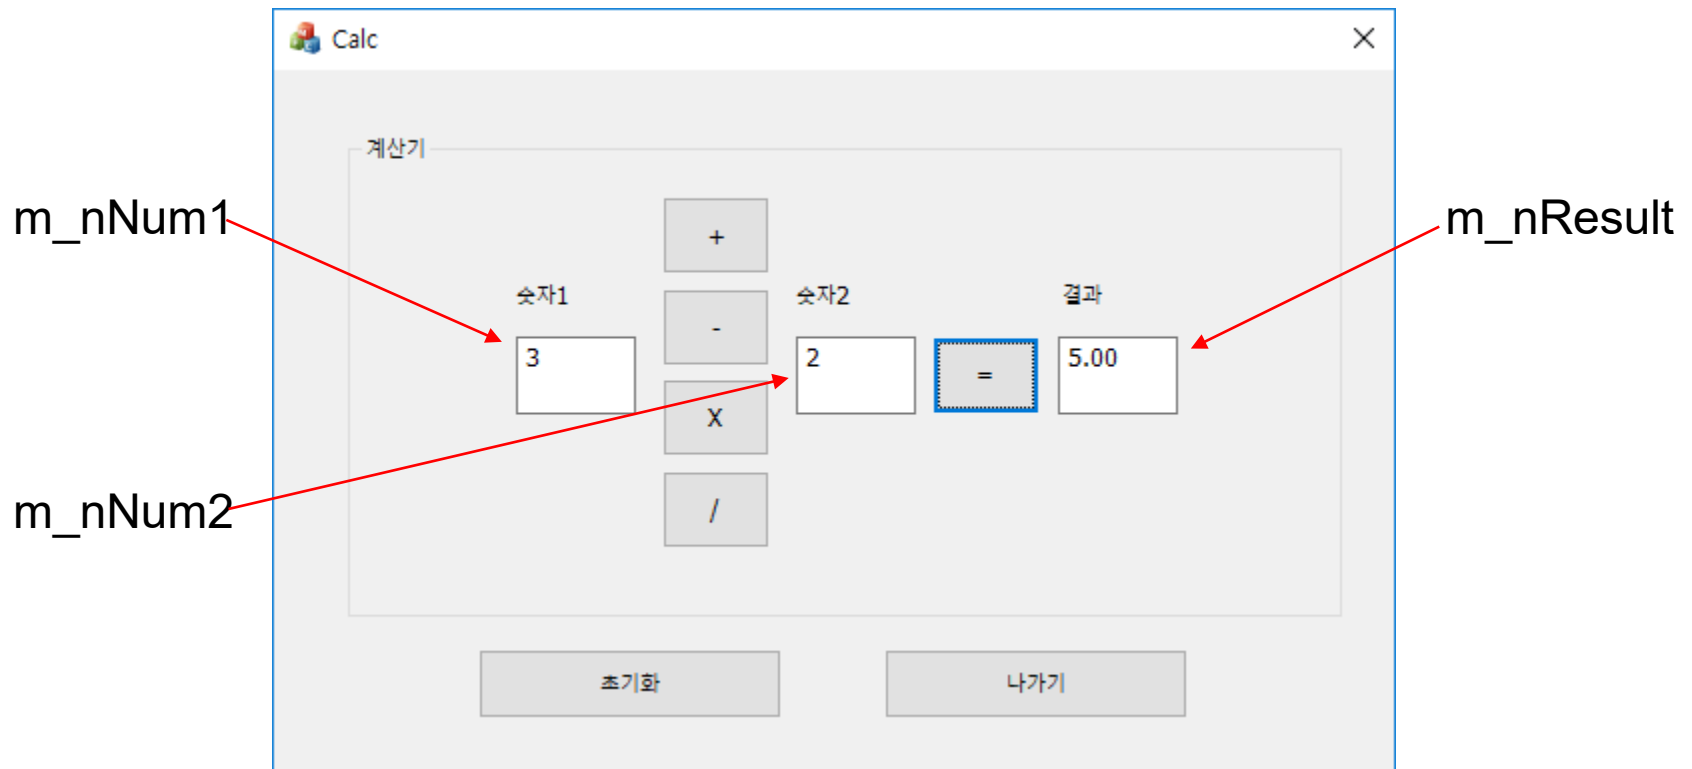 Calc
계산기
m_nNum1
m_nResult
+
숫자1
숫자2
결과
-
3
2
=
5.00
X
m_nNum2
/
초기화
나가기